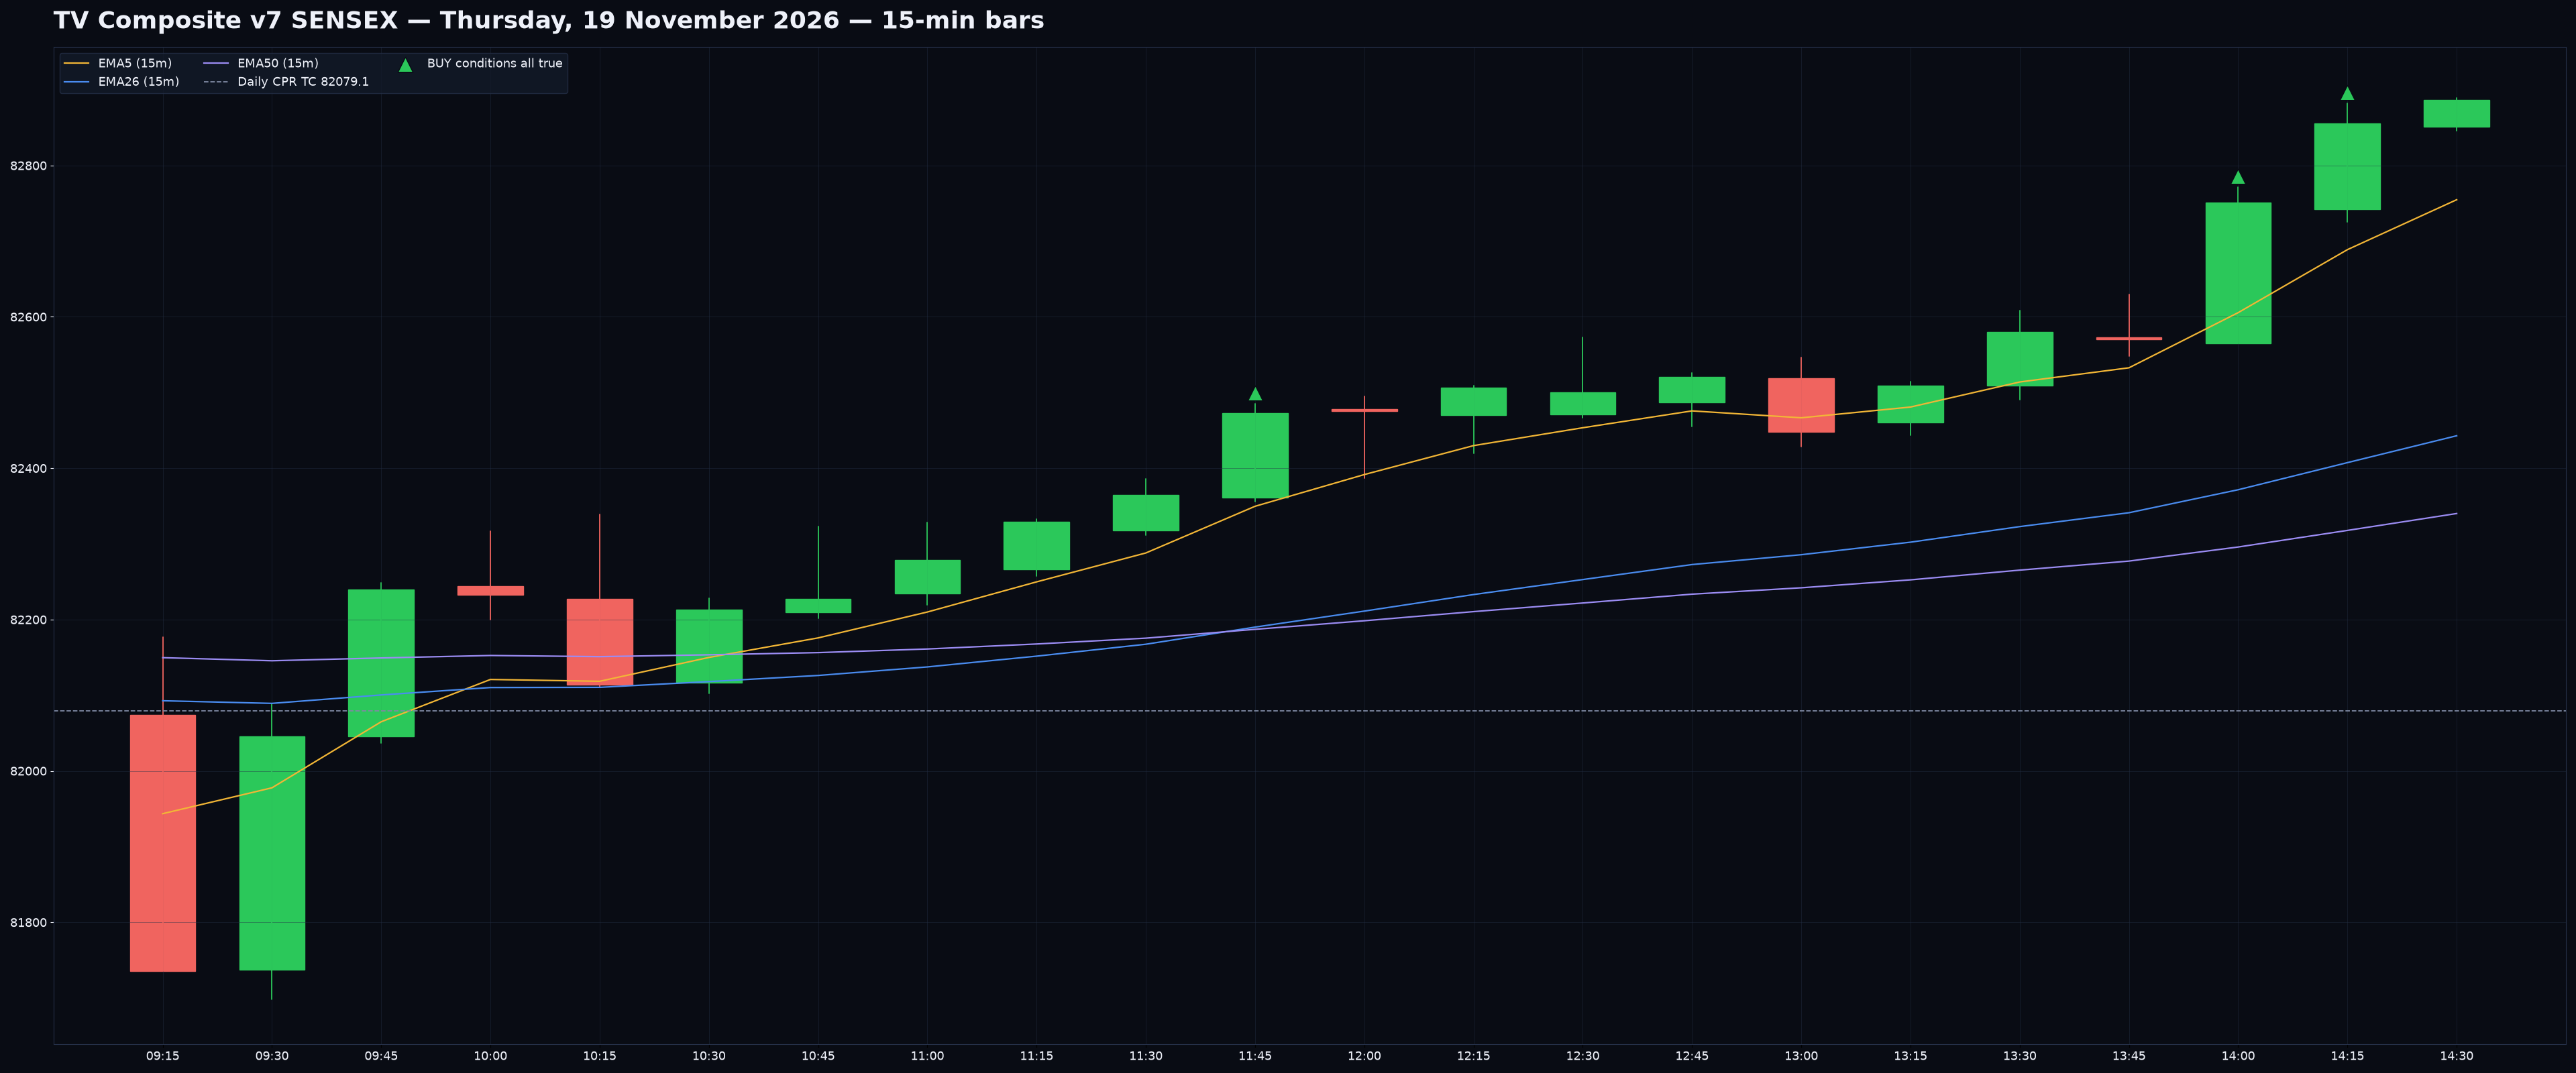 TV Composite v7 SENSEX — Thursday, 19 November 2026 — 15-min bars
EMA5 (15m) EMA50 (15m) BUY conditions all true
EMA26 (15m) Daily CPR TC 82079.1
82800
82600
82400
82200
82000
81800
09:15 09:30 09:45 10:00 10:15 10:30 10:45 11:00 11:15 11:30 11:45 12:00 12:15 12:30 12:45 13:00 13:15 13:30 13:45 14:00 14:15 14:30